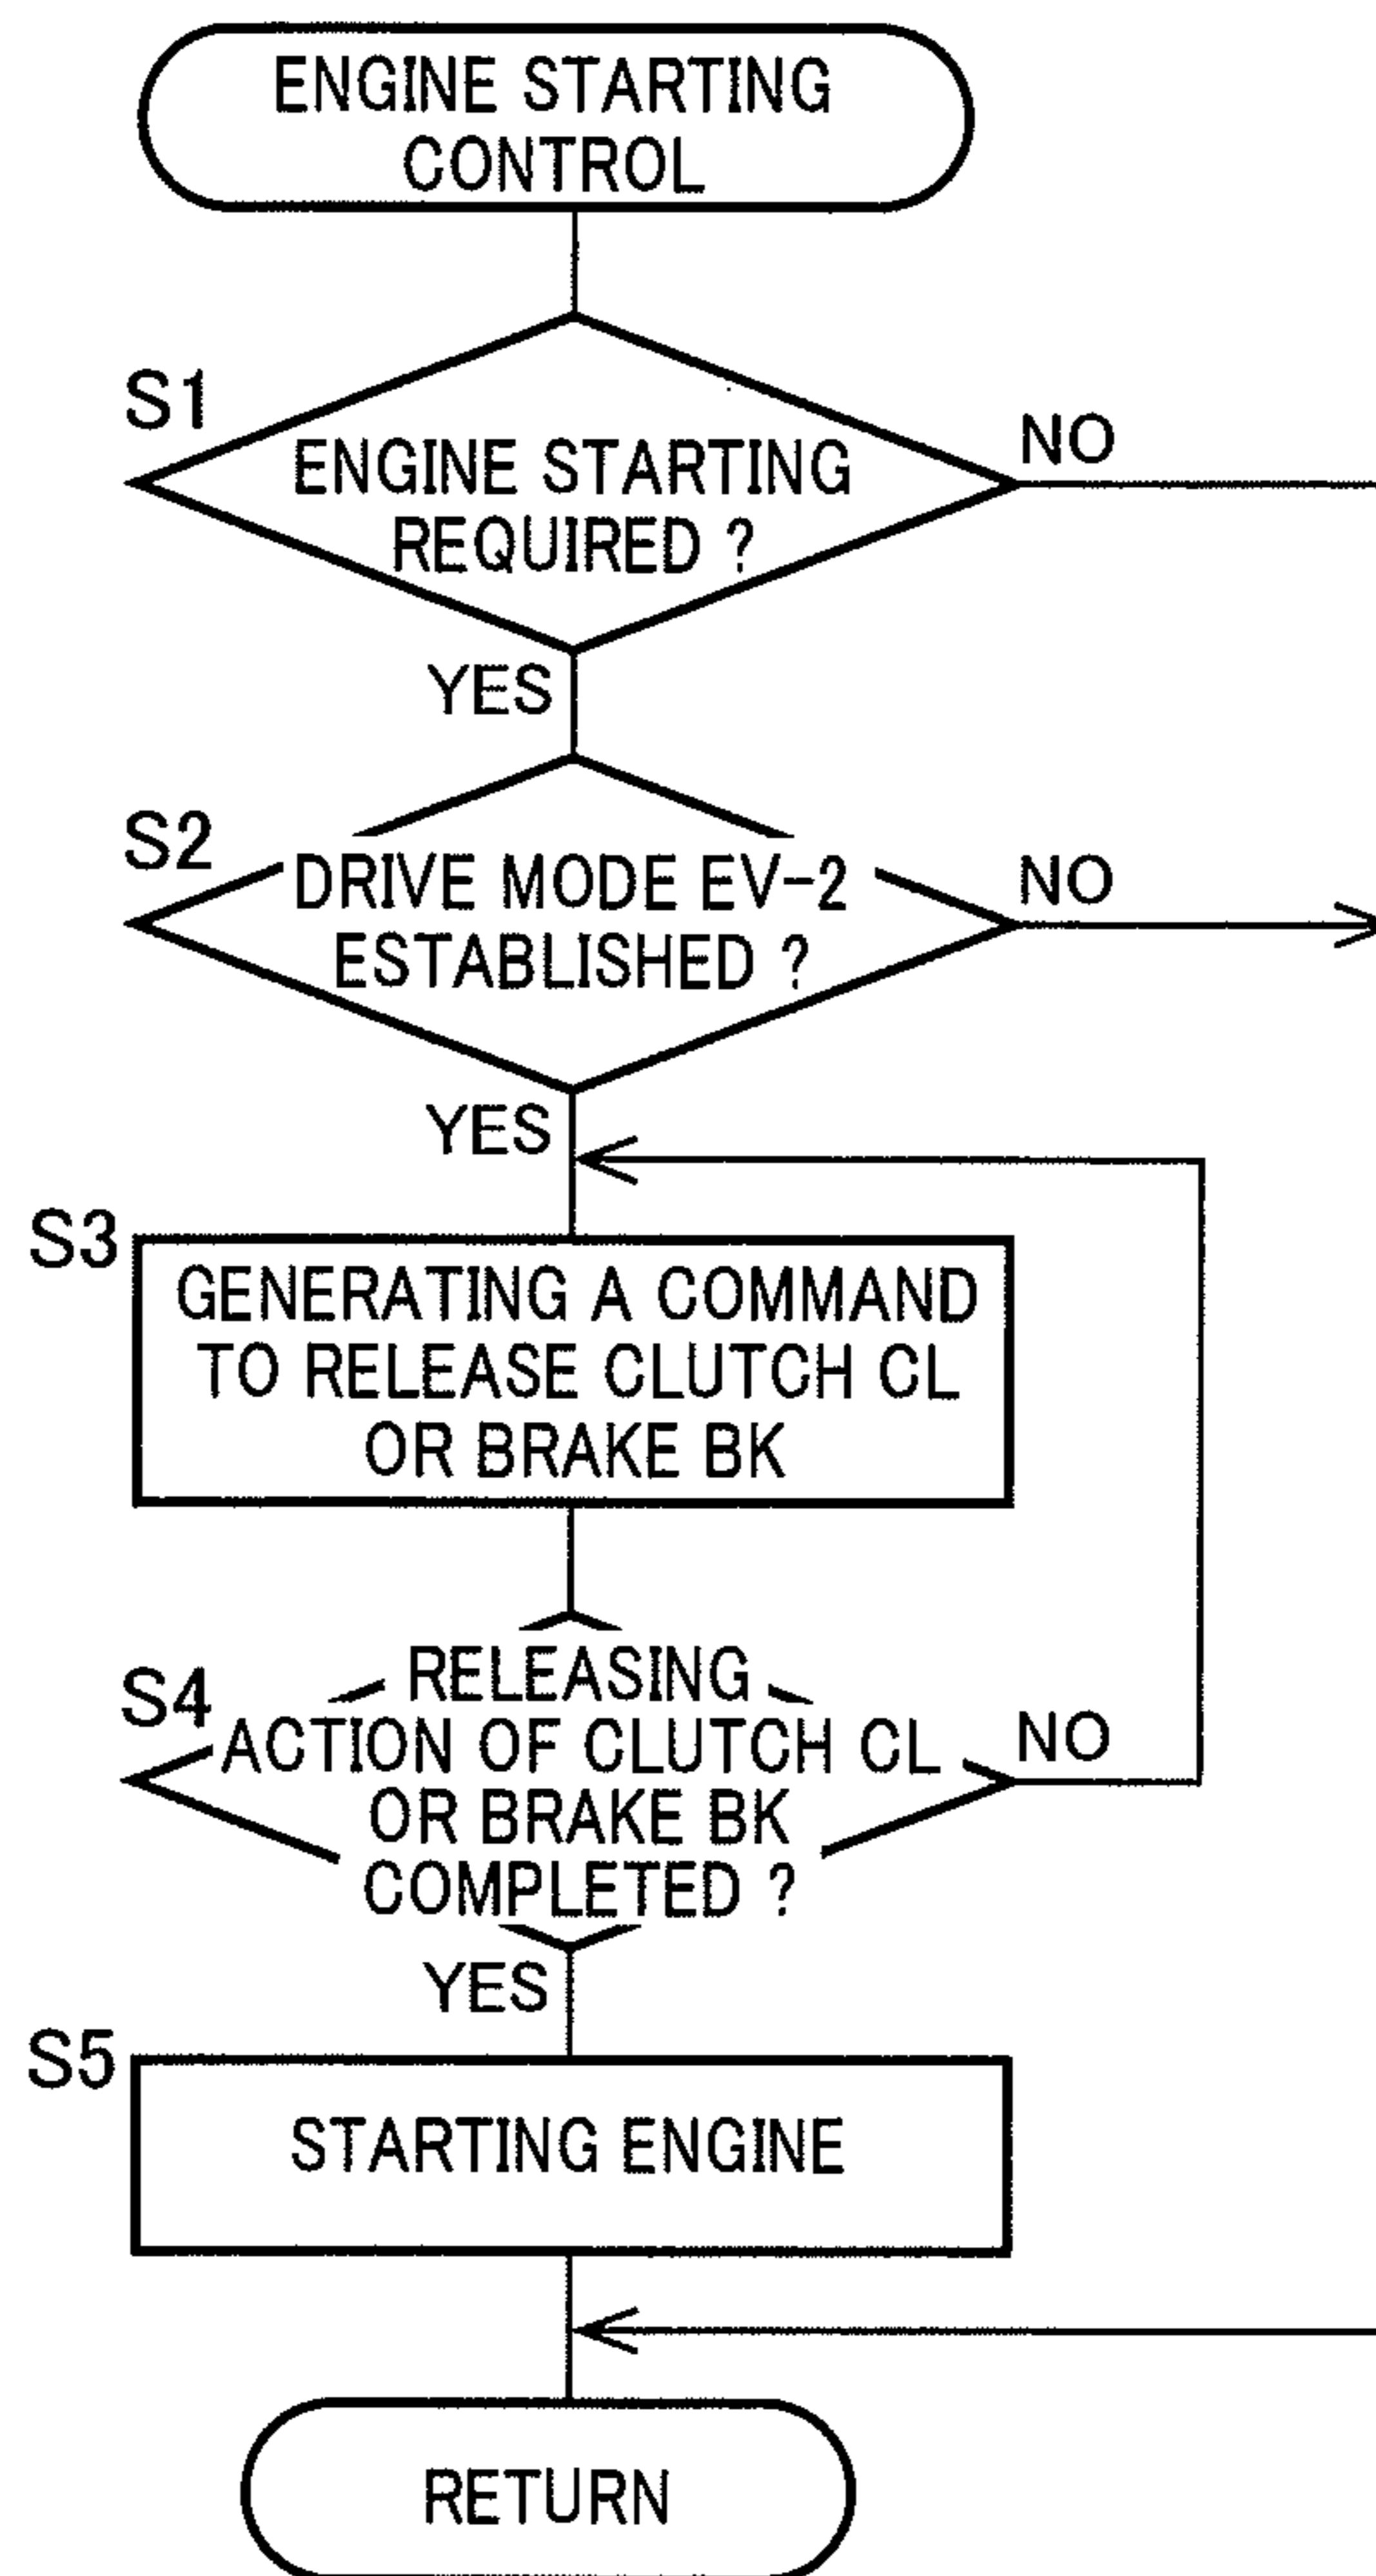 ENGINE STARTING
CONTROL
S1
ENGINE STARTING
REQUIRED ?
NO
YES
S2
DRIVE MODE EV-2
ESTABLISHED ?
NO
YES
S3
GENERATING A COMMAND
TO RELEASE CLUTCH CL
OR BRAKE BK
S4
RELEASING
ACTION OF CLUTCH CL
OR BRAKE BK
COMPLETED ?
NO
YES
S5
STARTING ENGINE
RETURN